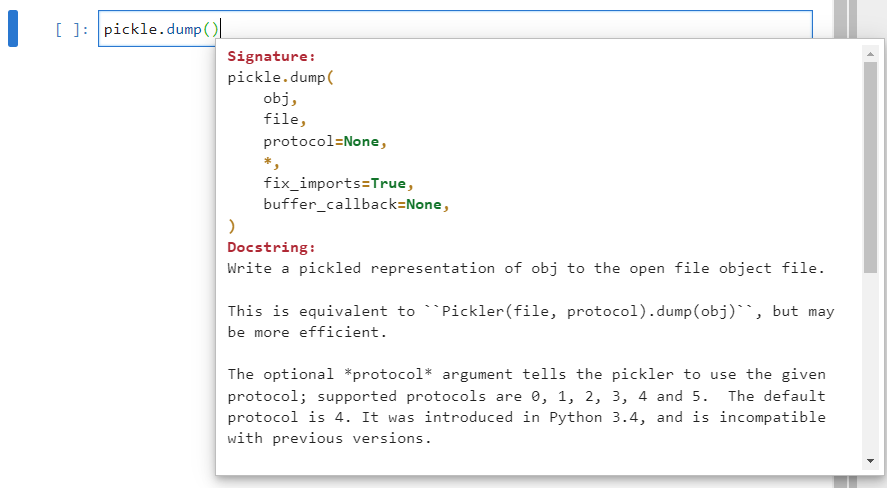 [ ]: pickle.dump()
Signature:
pickle.dump(
    obj,
    file,
    protocol=None,
    *,
    fix_imports=True,
    buffer_callback=None,
)
Docstring:
Write a pickled representation of obj to the open file object file.

This is equivalent to ``Pickler(file, protocol).dump(obj)``, but may
be more efficient.

The optional *protocol* argument tells the pickler to use the given
protocol; supported protocols are 0, 1, 2, 3, 4 and 5.  The default
protocol is 4. It was introduced in Python 3.4, and is incompatible
with previous versions.